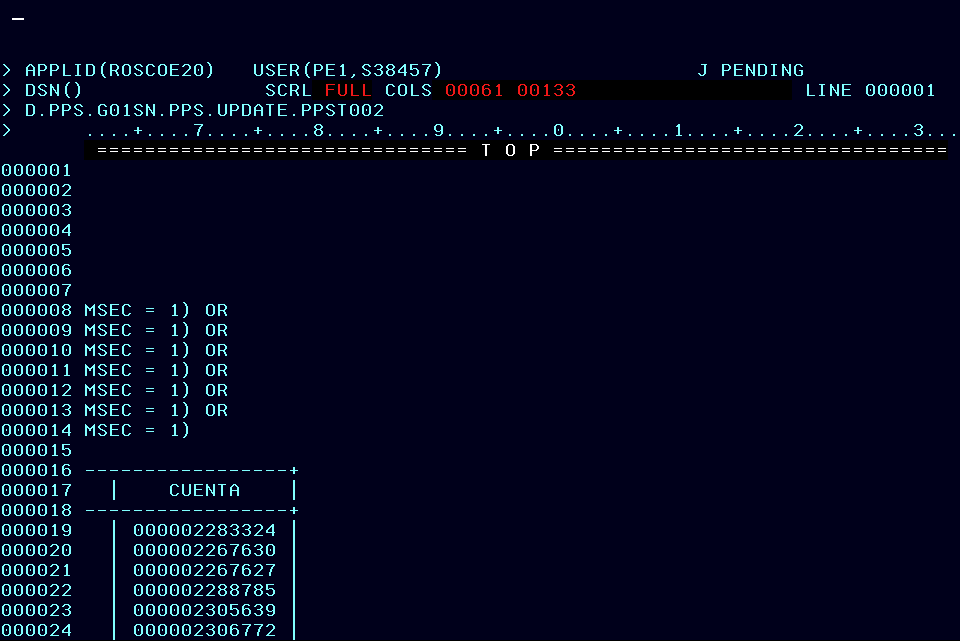 _
> APPLID(ROSCOE20)   USER(PE1,S38457)                     J PENDING
> DSN()               SCRL FULL COLS 00061 00133                   LINE 000001
> D.PPS.G01SN.PPS.UPDATE.PPST002
>      ....+....7....+....8....+....9....+....0....+....1....+....2....+....3...
        =============================== T O P =================================
000001
000002
000003
000004
000005
000006
000007
000008 MSEC = 1) OR
000009 MSEC = 1) OR
000010 MSEC = 1) OR
000011 MSEC = 1) OR
000012 MSEC = 1) OR
000013 MSEC = 1) OR
000014 MSEC = 1)
000015
000016 -----------------+
000017   |    CUENTA    |
000018 -----------------+
000019   | 000002283324 |
000020   | 000002267630 |
000021   | 000002267627 |
000022   | 000002288785 |
000023   | 000002305639 |
000024   | 000002306772 |